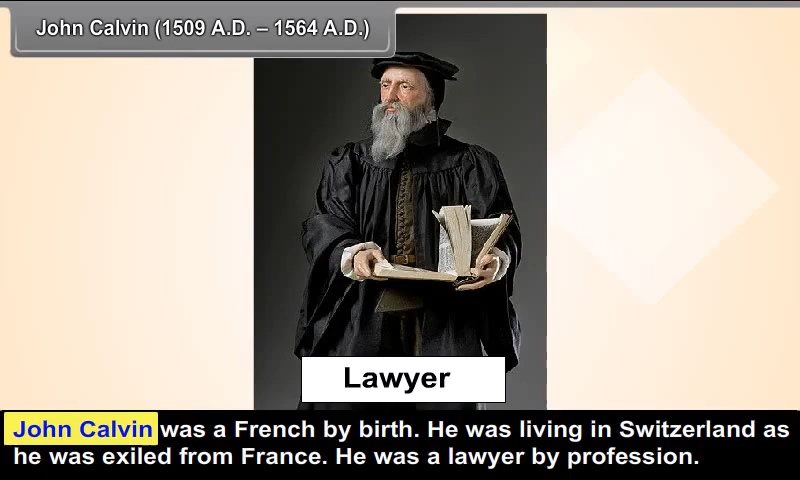 John Calvin (1509 A.D. – 1564 A.D.)
Lawyer
John Calvin was a French by birth. He was living in Switzerland as
he was exiled from France. He was a lawyer by profession.